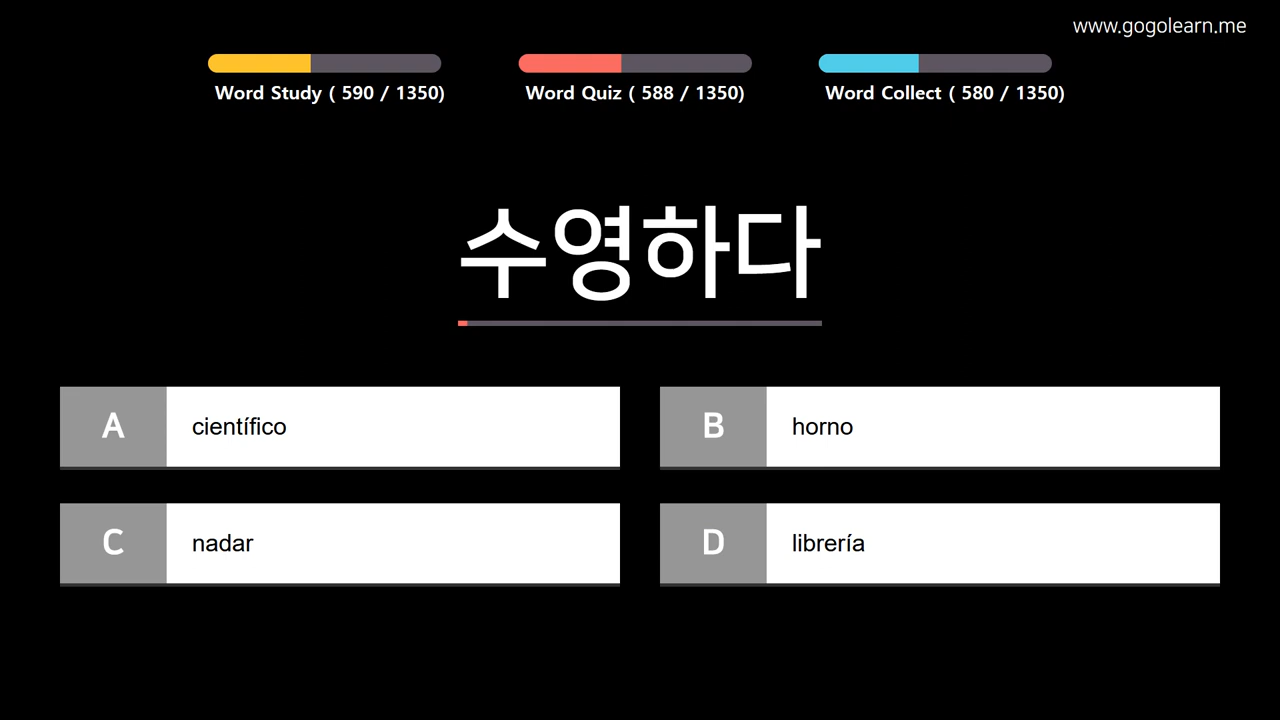 www.gogolearn.me
Word Study ( 590 / 1350)
Word Quiz ( 588 / 1350)
Word Collect ( 580 / 1350)
수영하다
A científico
B horno
C nadar
D librería